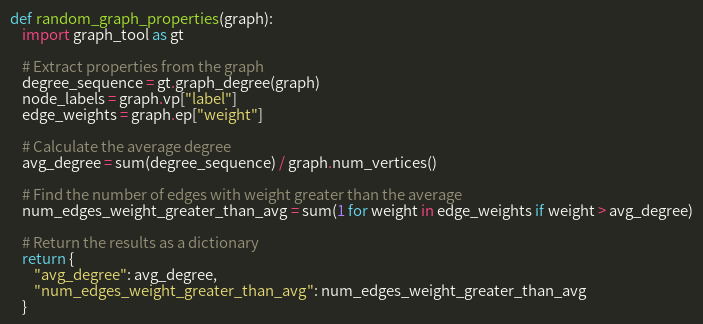 def random_graph_properties(graph):
    import graph_tool as gt
    # Extract properties from the graph
    degree_sequence = gt.graph_degree(graph)
    node_labels = graph.vp["label"]
    edge_weights = graph.ep["weight"]
    # Calculate the average degree
    avg_degree = sum(degree_sequence) / graph.num_vertices()
    # Find the number of edges with weight greater than the average
    num_edges_weight_greater_than_avg = sum(1 for weight in edge_weights if weight > avg_degree)
    # Return the results as a dictionary
    return {
        "avg_degree": avg_degree,
        "num_edges_weight_greater_than_avg": num_edges_weight_greater_than_avg
    }